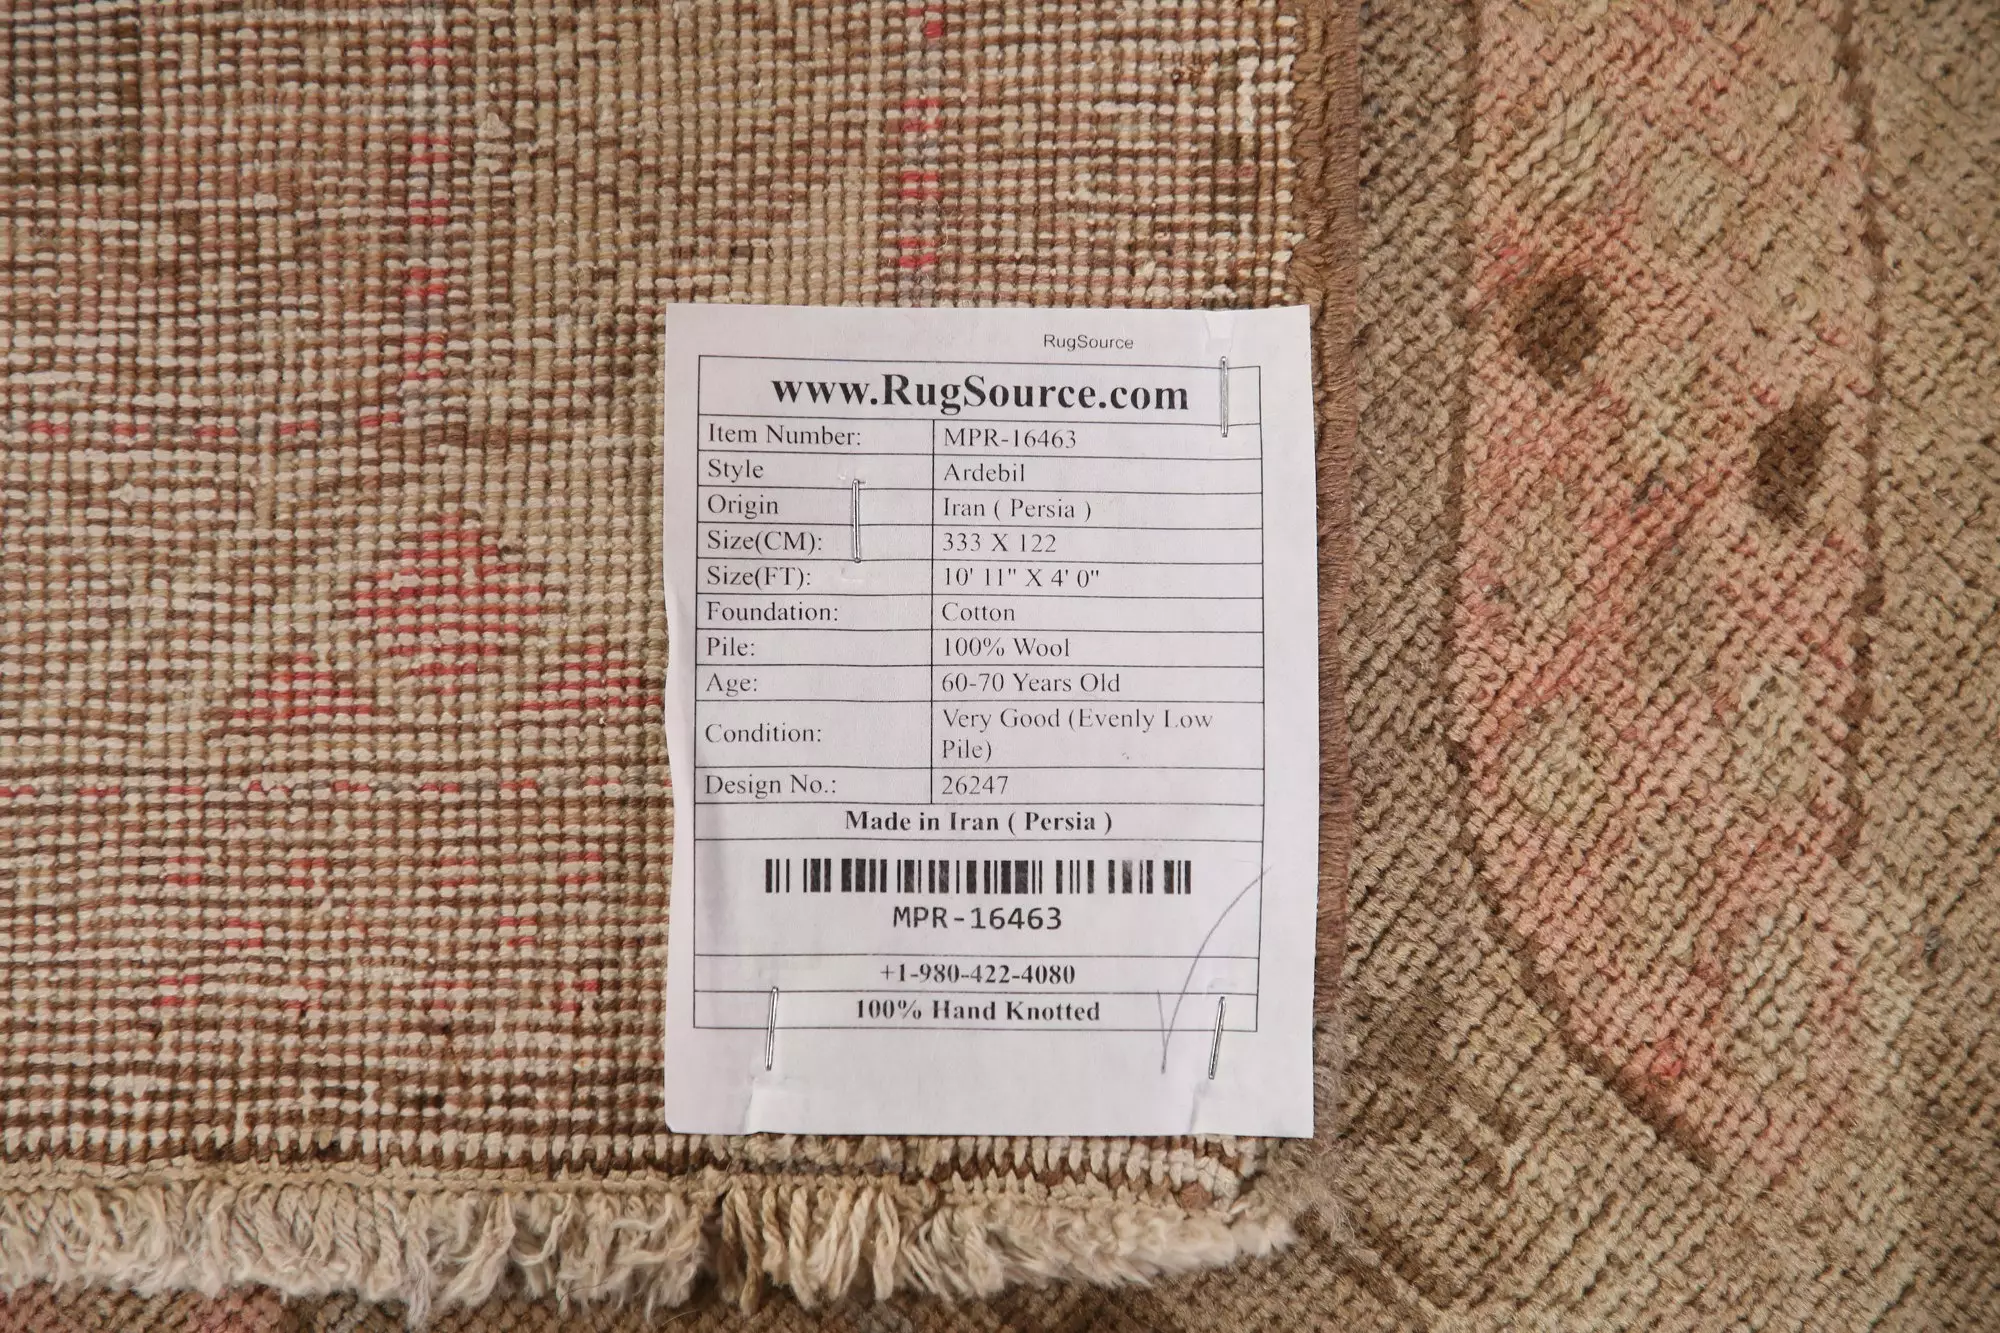 RugSource
www.RugSource.com
Item Number: MPR-16463
Style Ardebil
Origin Iran ( Persia )
Size(CM): 333 X 122
Size(FT): 10' 11" X 4' 0"
Foundation: Cotton
Pile: 100% Wool
Age: 60-70 Years Old
Condition: Very Good (Evenly Low
Pile)
Design No.: 26247
Made in Iran ( Persia )
MPR-16463
+1-980-422-4080
100% Hand Knotted